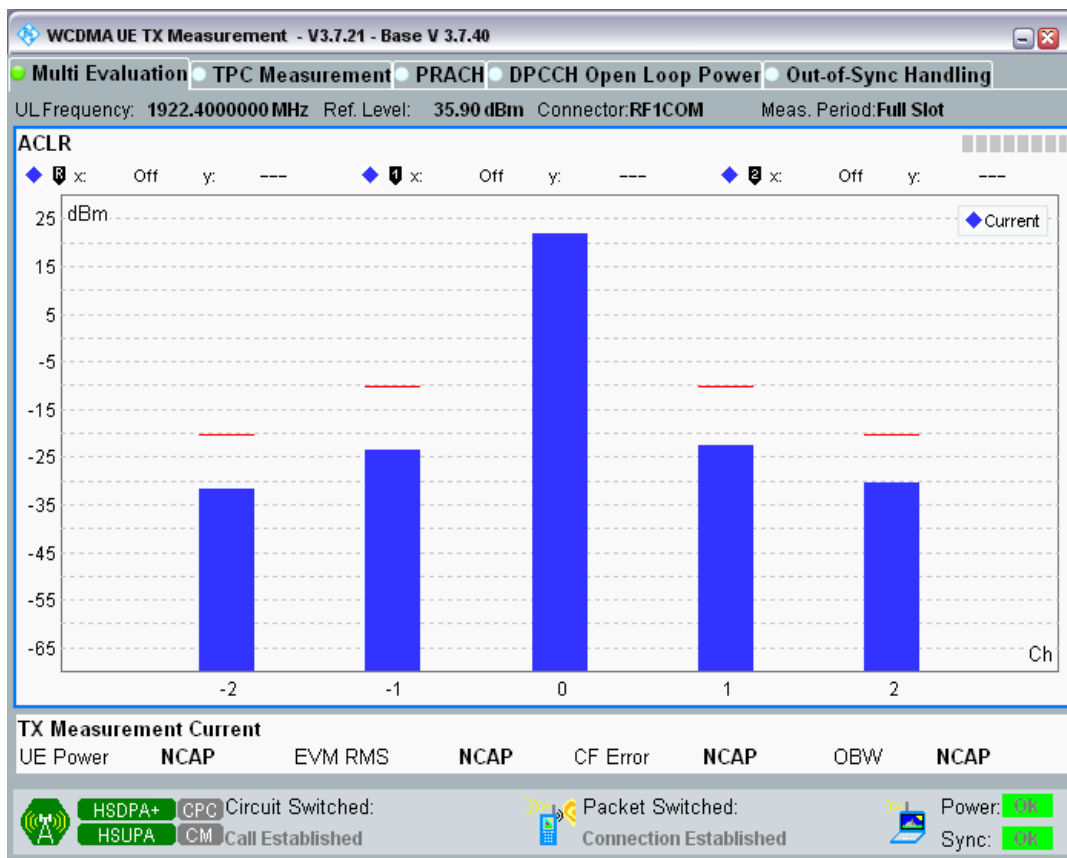 WCDMA UE TX Measurement - V3.7.21 - Base V 3.7.40
Multi Evaluation TPC Measurement PRACH DPCCH Open Loop Power Out-of-Sync Handling
UL Frequency: 1922.4000000 MHz Ref. Level: 35.90 dBm Connector:RF1COM Meas. Period:Full Slot
ACLR
R x: Off y: --- 1 x: Off y: --- 2 x: Off y: ---
dBm
Current
25
15
5
-5
-15
-25
-35
-45
-55
-65
Ch
-2 -1 0 1 2
TX Measurement Current
UE Power NCAP EVM RMS NCAP CF Error NCAP OBW NCAP
HSDPA+ CPC Circuit Switched: Packet Switched: Power: Ok
HSUPA CM Call Established Connection Established Sync: Ok